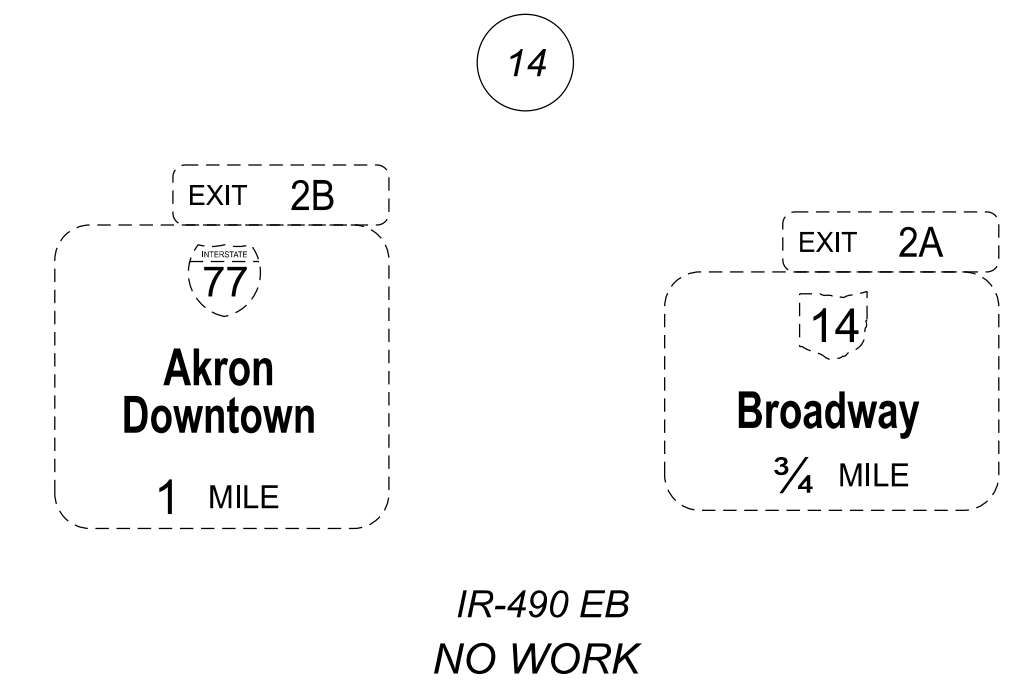 14
EXIT 2B
INTERSTATE
77
Akron
Downtown
1 MILE
EXIT 2A
14
Broadway
¾ MILE
IR-490 EB
NO WORK